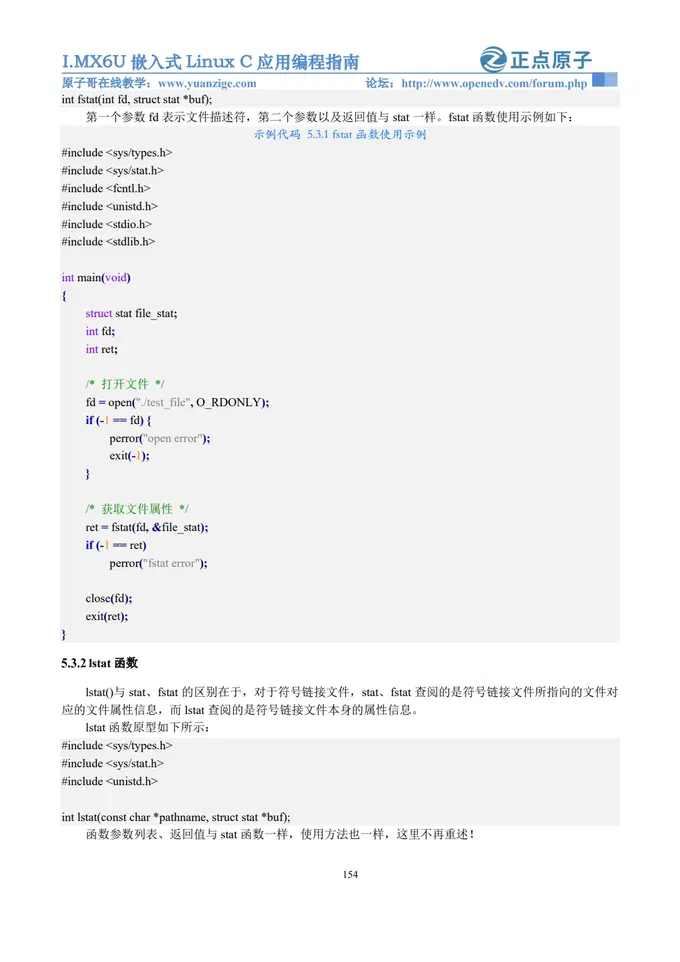 I.MX6U 嵌入式 Linux C 应用编程指南
正点原子
原子哥在线教学：www.yuanzige.com 论坛：http://www.openedv.com/forum.php
int fstat(int fd, struct stat *buf);
第一个参数 fd 表示文件描述符，第二个参数以及返回值与 stat 一样。fstat 函数使用示例如下：
示例代码 5.3.1 fstat 函数使用示例
#include <sys/types.h>
#include <sys/stat.h>
#include <fcntl.h>
#include <unistd.h>
#include <stdio.h>
#include <stdlib.h>
int main(void)
{
struct stat file_stat;
int fd;
int ret;
/* 打开文件 */
fd = open("./test_file", O_RDONLY);
if (-1 == fd) {
perror("open error");
exit(-1);
}
/* 获取文件属性 */
ret = fstat(fd, &file_stat);
if (-1 == ret)
perror("fstat error");
close(fd);
exit(ret);
}
5.3.2 lstat 函数
lstat()与 stat、fstat 的区别在于，对于符号链接文件，stat、fstat 查阅的是符号链接文件所指向的文件对
应的文件属性信息，而 lstat 查阅的是符号链接文件本身的属性信息。
lstat 函数原型如下所示：
#include <sys/types.h>
#include <sys/stat.h>
#include <unistd.h>
int lstat(const char *pathname, struct stat *buf);
函数参数列表、返回值与 stat 函数一样，使用方法也一样，这里不再重述！
154